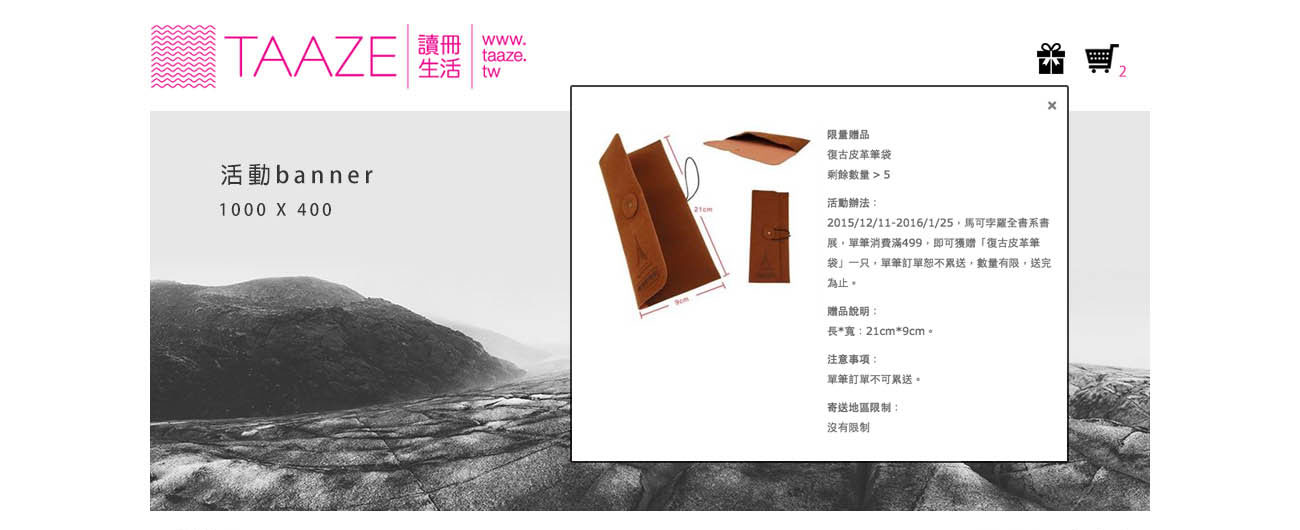 TAAZE
讀冊
生活
www.
taaze.
tw
2
活動banner
1000 X 400
×
21cm
9cm
限量贈品
復古皮革筆袋
剩餘數量 > 5
活動辦法：
2015/12/11-2016/1/25，馬可孛羅全書系書
展，單筆消費滿499，即可獲贈「復古皮革筆
袋」一只，單筆訂單恕不累送，數量有限，送完
為止。
贈品說明：
長*寬：21cm*9cm。
注意事項：
單筆訂單不可累送。
寄送地區限制：
沒有限制